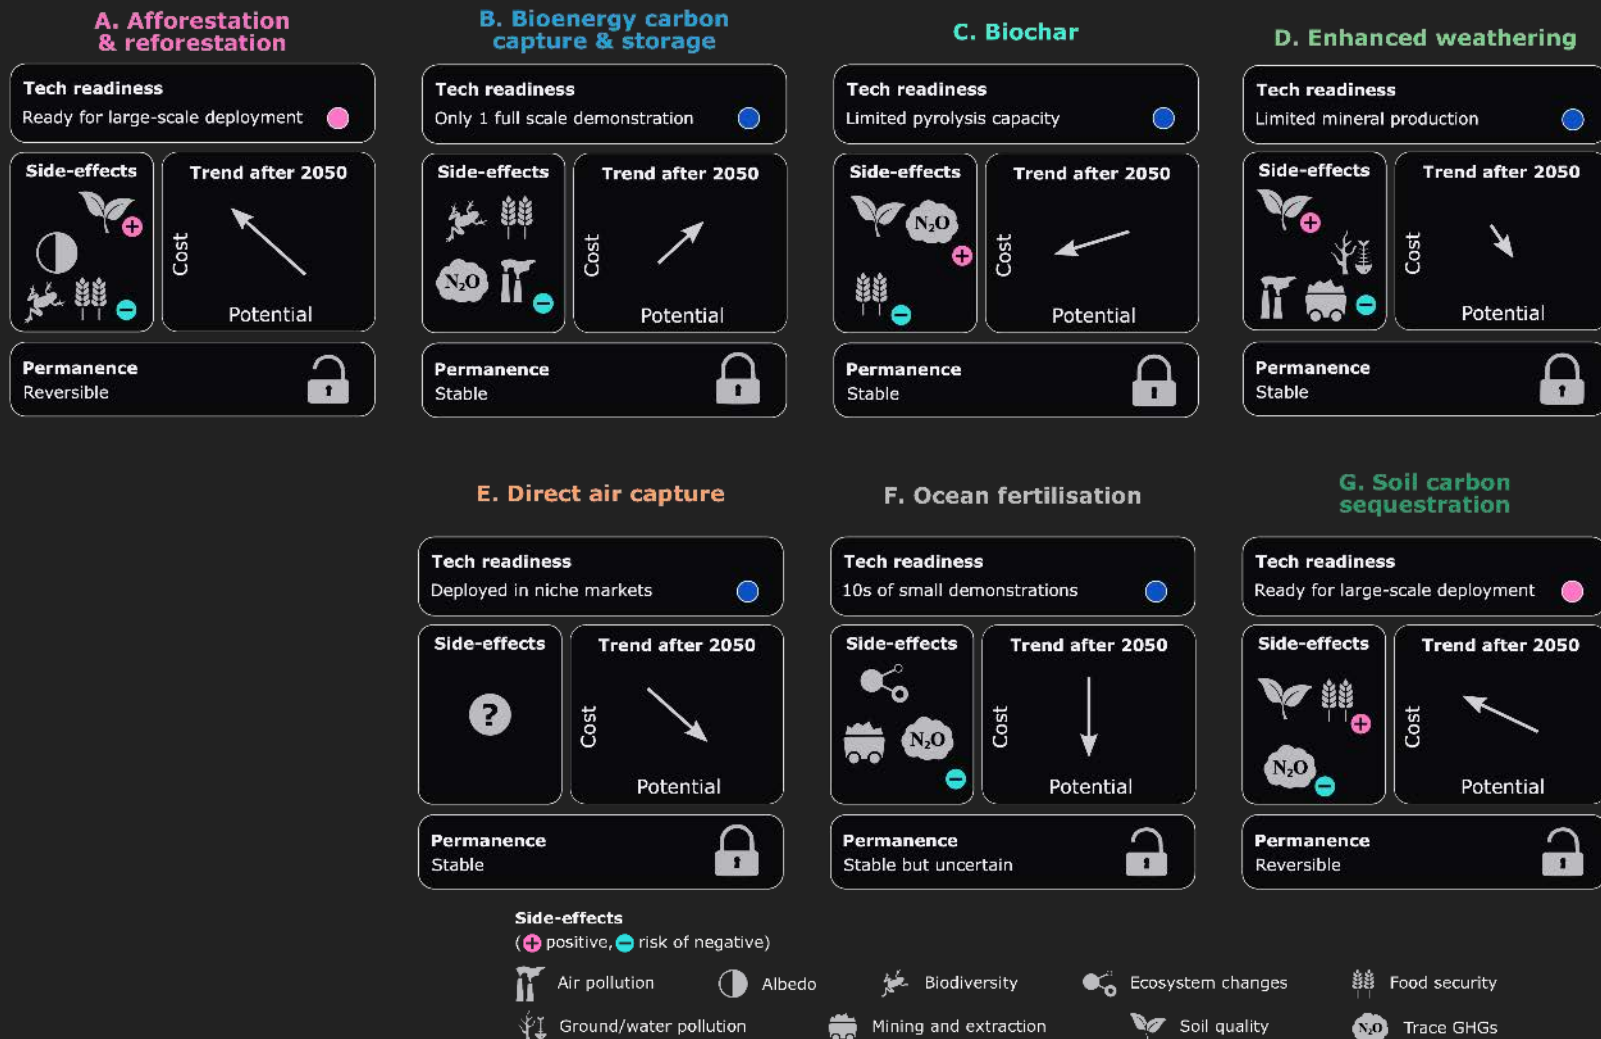 A. Afforestation
& reforestation
Tech readiness
Ready for large-scale deployment
Side-effects
+
−
Trend after 2050
Cost
Potential
Permanence
Reversible
B. Bioenergy carbon
capture & storage
Tech readiness
Only 1 full scale demonstration
Side-effects
N₂O
−
Trend after 2050
Cost
Potential
Permanence
Stable
C. Biochar
Tech readiness
Limited pyrolysis capacity
Side-effects
N₂O
+
−
Trend after 2050
Cost
Potential
Permanence
Stable
D. Enhanced weathering
Tech readiness
Limited mineral production
Side-effects
+
−
Trend after 2050
Cost
Potential
Permanence
Stable
E. Direct air capture
Tech readiness
Deployed in niche markets
Side-effects
?
Trend after 2050
Cost
Potential
Permanence
Stable
F. Ocean fertilisation
Tech readiness
10s of small demonstrations
Side-effects
N₂O
−
Trend after 2050
Cost
Potential
Permanence
Stable but uncertain
G. Soil carbon
sequestration
Tech readiness
Ready for large-scale deployment
Side-effects
+
N₂O
−
Trend after 2050
Cost
Potential
Permanence
Reversible
Side-effects
(+ positive, − risk of negative)
Air pollution
Albedo
Biodiversity
Ecosystem changes
Food security
Ground/water pollution
Mining and extraction
Soil quality
N₂O Trace GHGs